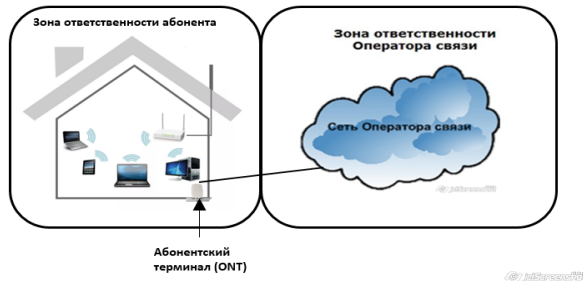 Зона ответственности абонента
Зона ответственности
Оператора связи
Сеть Оператора связи
Абонентский
терминал (ONT)